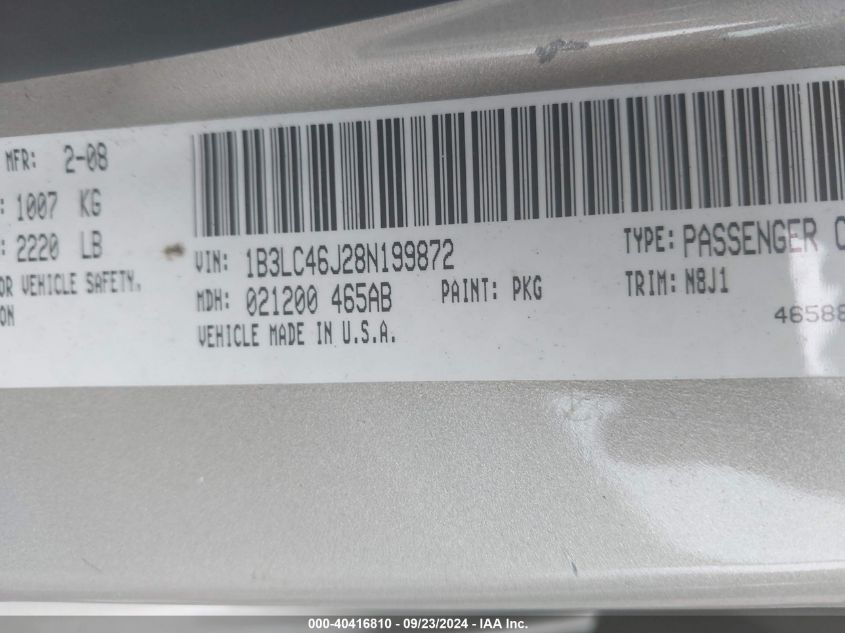 MFR: 2-08
: 1007 KG
: 2220 LB
OR VEHICLE SAFETY.
ON
VIN: 1B3LC46J28N199872
TYPE: PASSENGER C
MDH: 021200 465AB
PAINT: PKG
TRIM: N8J1
VEHICLE MADE IN U.S.A.
4658
000-40416810 - 09/23/2024 - IAA Inc.